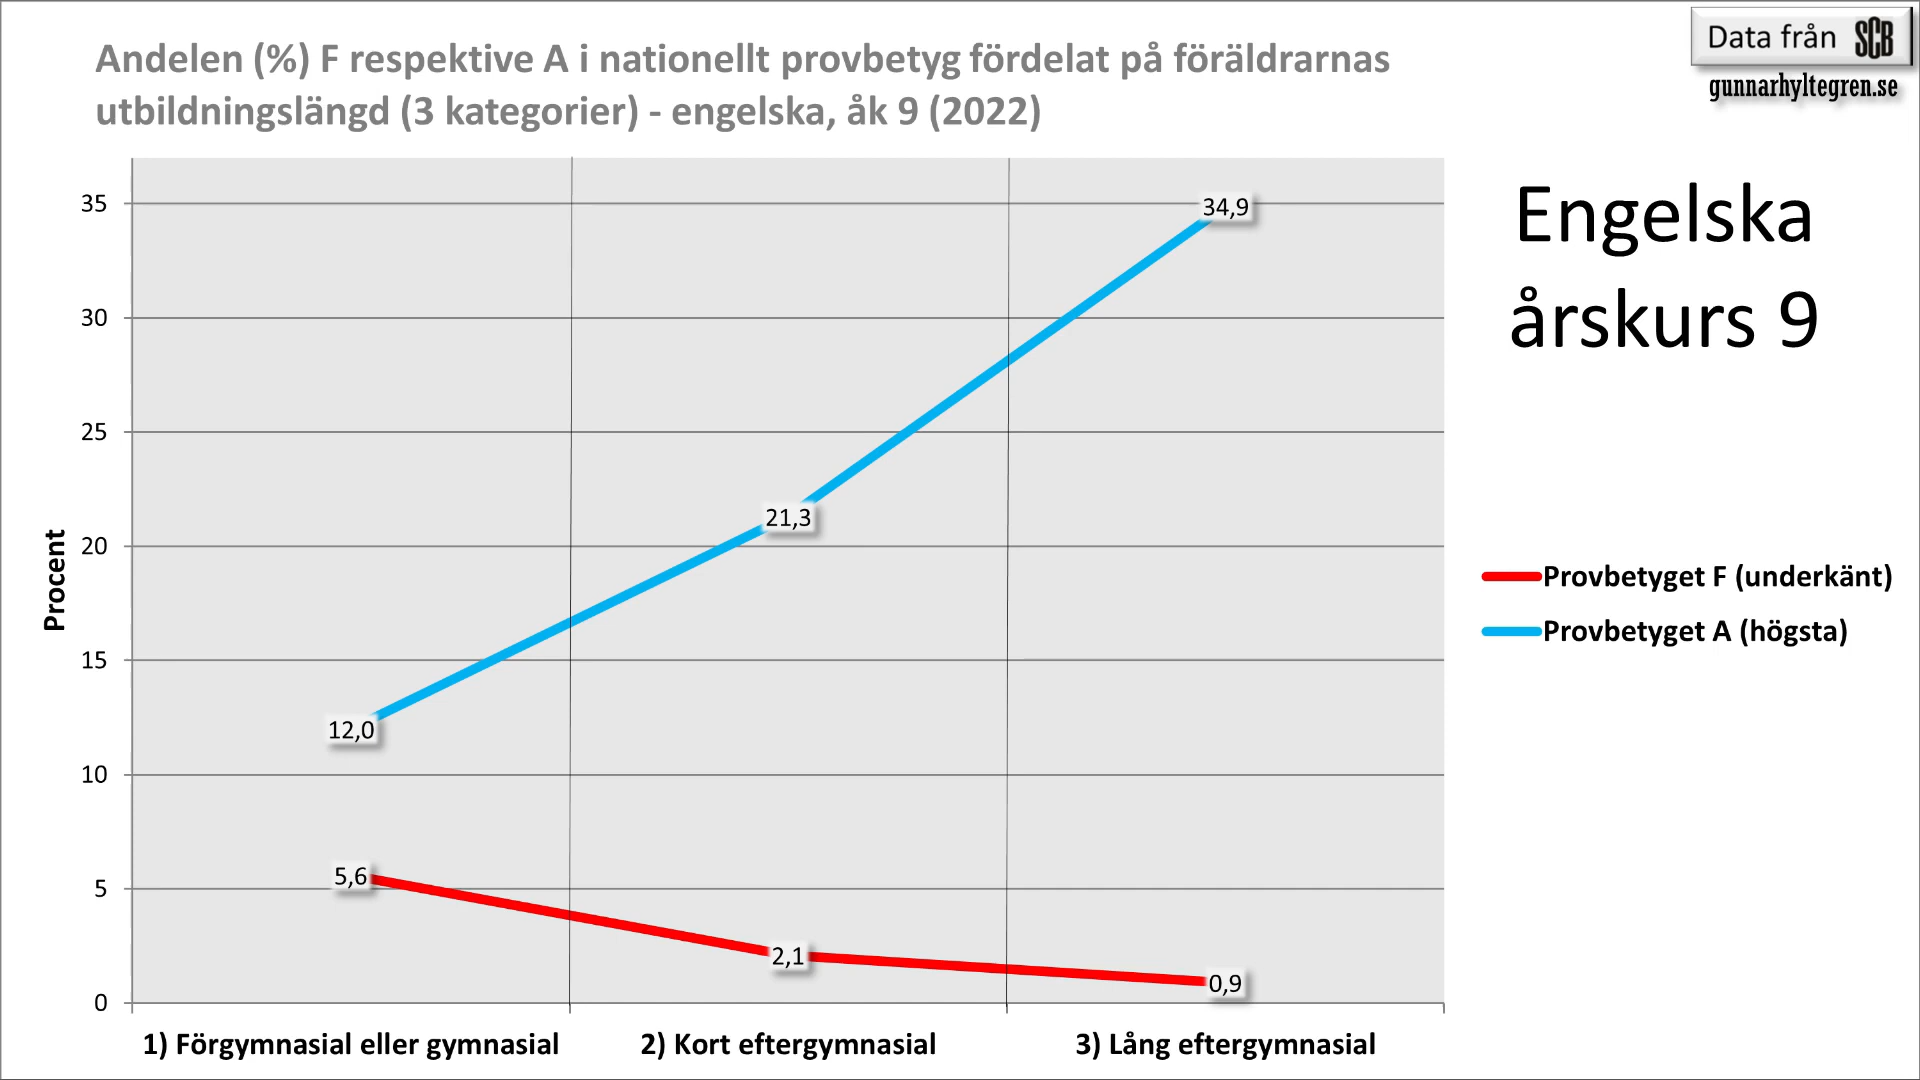 Andelen (%) F respektive A i nationellt provbetyg fördelat på föräldrarnas
utbildningslängd (3 kategorier) - engelska, åk 9 (2022)
Data från SCB
gunnarhyltegren.se
Engelska
årskurs 9
Procent
35
30
25
20
15
10
5
0
34,9
21,3
12,0
5,6
2,1
0,9
Provbetyget F (underkänt)
Provbetyget A (högsta)
1) Förgymnasial eller gymnasial
2) Kort eftergymnasial
3) Lång eftergymnasial